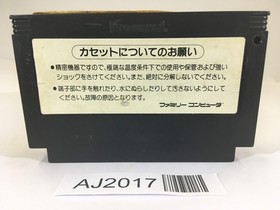 カセットについてのお願い
●精密機器ですので、極端な温度条件下での使用や保管および強い
ショックをさけてください。また、絶対に分解しないでください。
●端子部に手を触れたり、水にぬらしたりして汚さないようにして
ください。故障の原因となります。
ファミリー コンピュータ
AJ2017